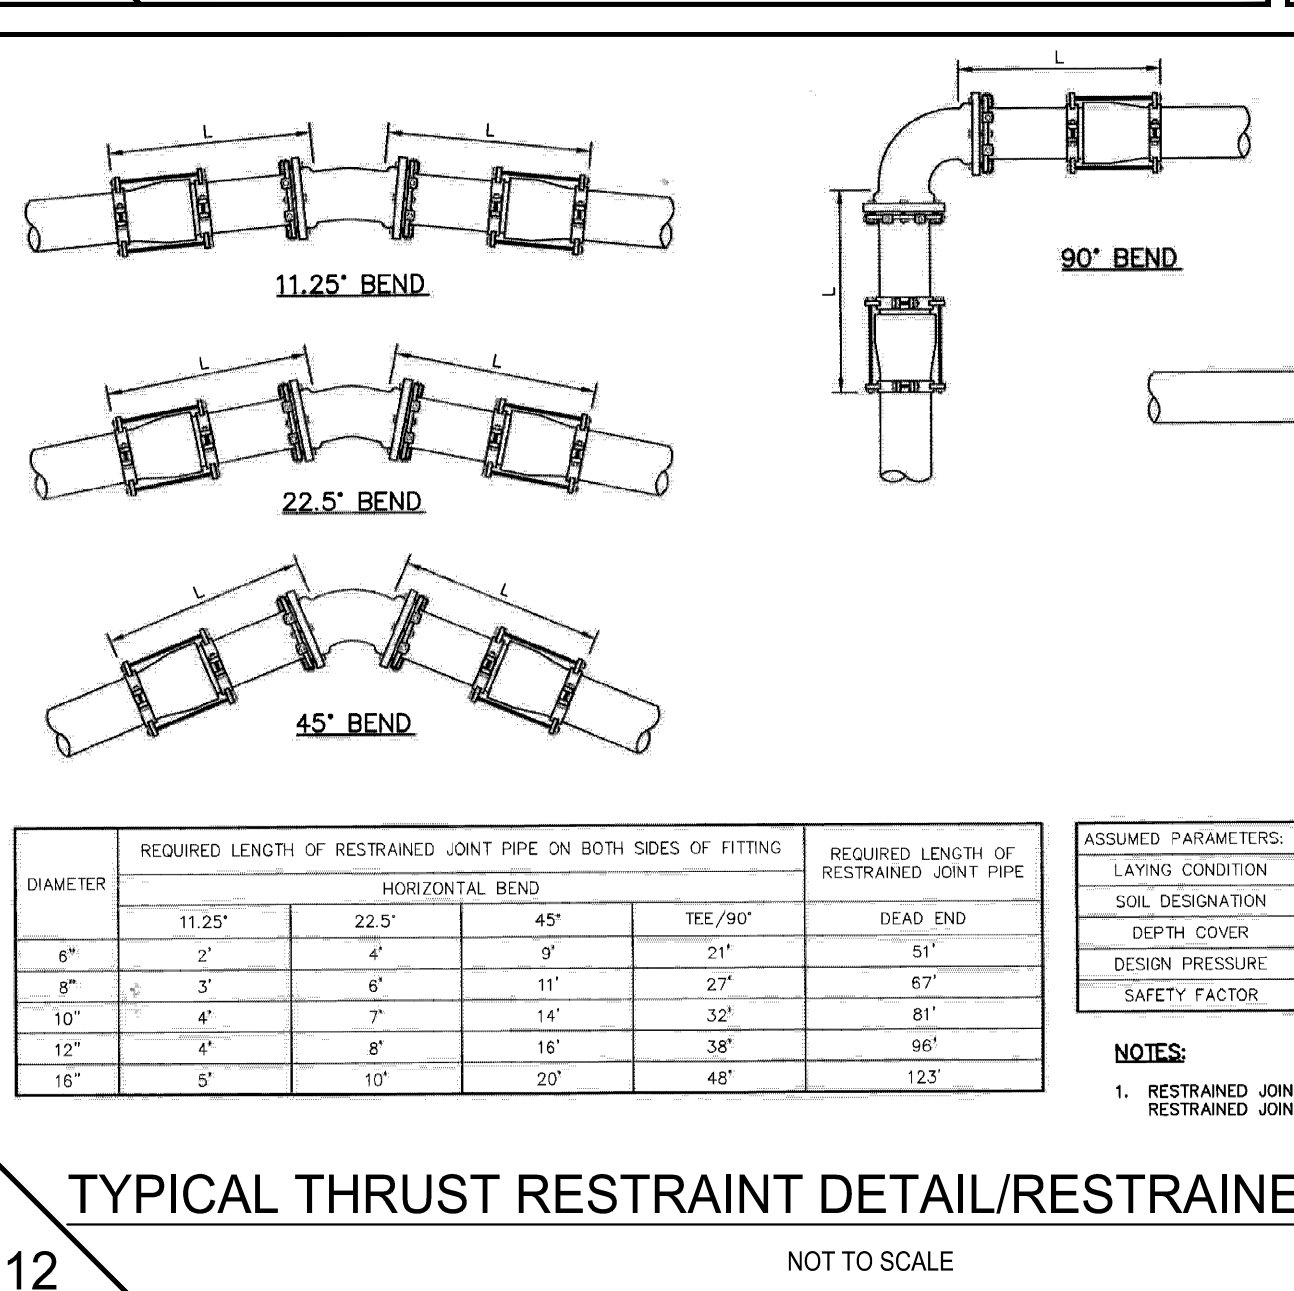 L
L
L
11.25° BEND
90° BEND
L
L
L
22.5° BEND
L
L
45° BEND
DIAMETER
REQUIRED LENGTH OF RESTRAINED JOINT PIPE ON BOTH SIDES OF FITTING
REQUIRED LENGTH OF
RESTRAINED JOINT PIPE
HORIZONTAL BEND
11.25° 22.5° 45° TEE/90° DEAD END
6" 2' 4' 9' 21' 51'
8" 3' 6' 11' 27' 67'
10" 4' 7' 14' 32' 81'
12" 4' 8' 16' 38' 96'
16" 5' 10' 20' 48' 123'
ASSUMED PARAMETERS:
LAYING CONDITION
SOIL DESIGNATION
DEPTH COVER
DESIGN PRESSURE
SAFETY FACTOR
NOTES:
1. RESTRAINED JOIN
RESTRAINED JOIN
TYPICAL THRUST RESTRAINT DETAIL/RESTRAINE
12
NOT TO SCALE